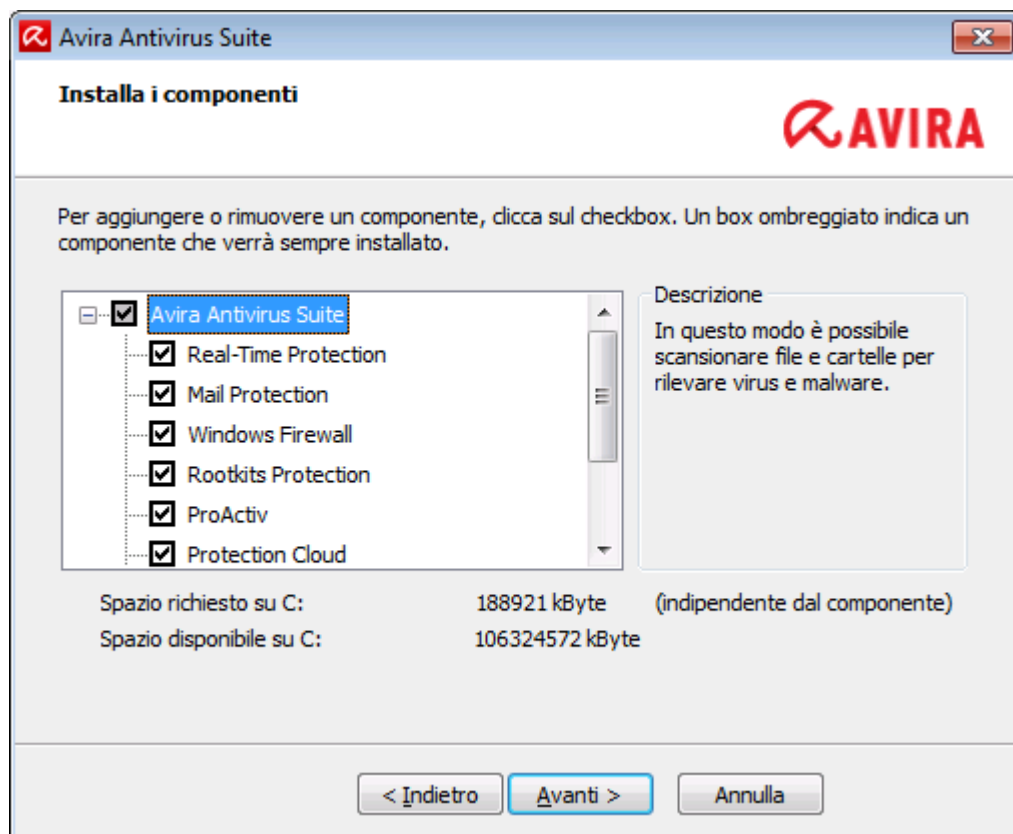 Avira Antivirus Suite
Installa i componenti
AVIRA
Per aggiungere o rimuovere un componente, clicca sul checkbox. Un box ombreggiato indica un
componente che verrà sempre installato.
Avira Antivirus Suite
Real-Time Protection
Mail Protection
Windows Firewall
Rootkits Protection
ProActiv
Protection Cloud
Descrizione
In questo modo è possibile
scansionare file e cartelle per
rilevare virus e malware.
Spazio richiesto su C: 188921 kByte (indipendente dal componente)
Spazio disponibile su C: 106324572 kByte
< Indietro Avanti > Annulla